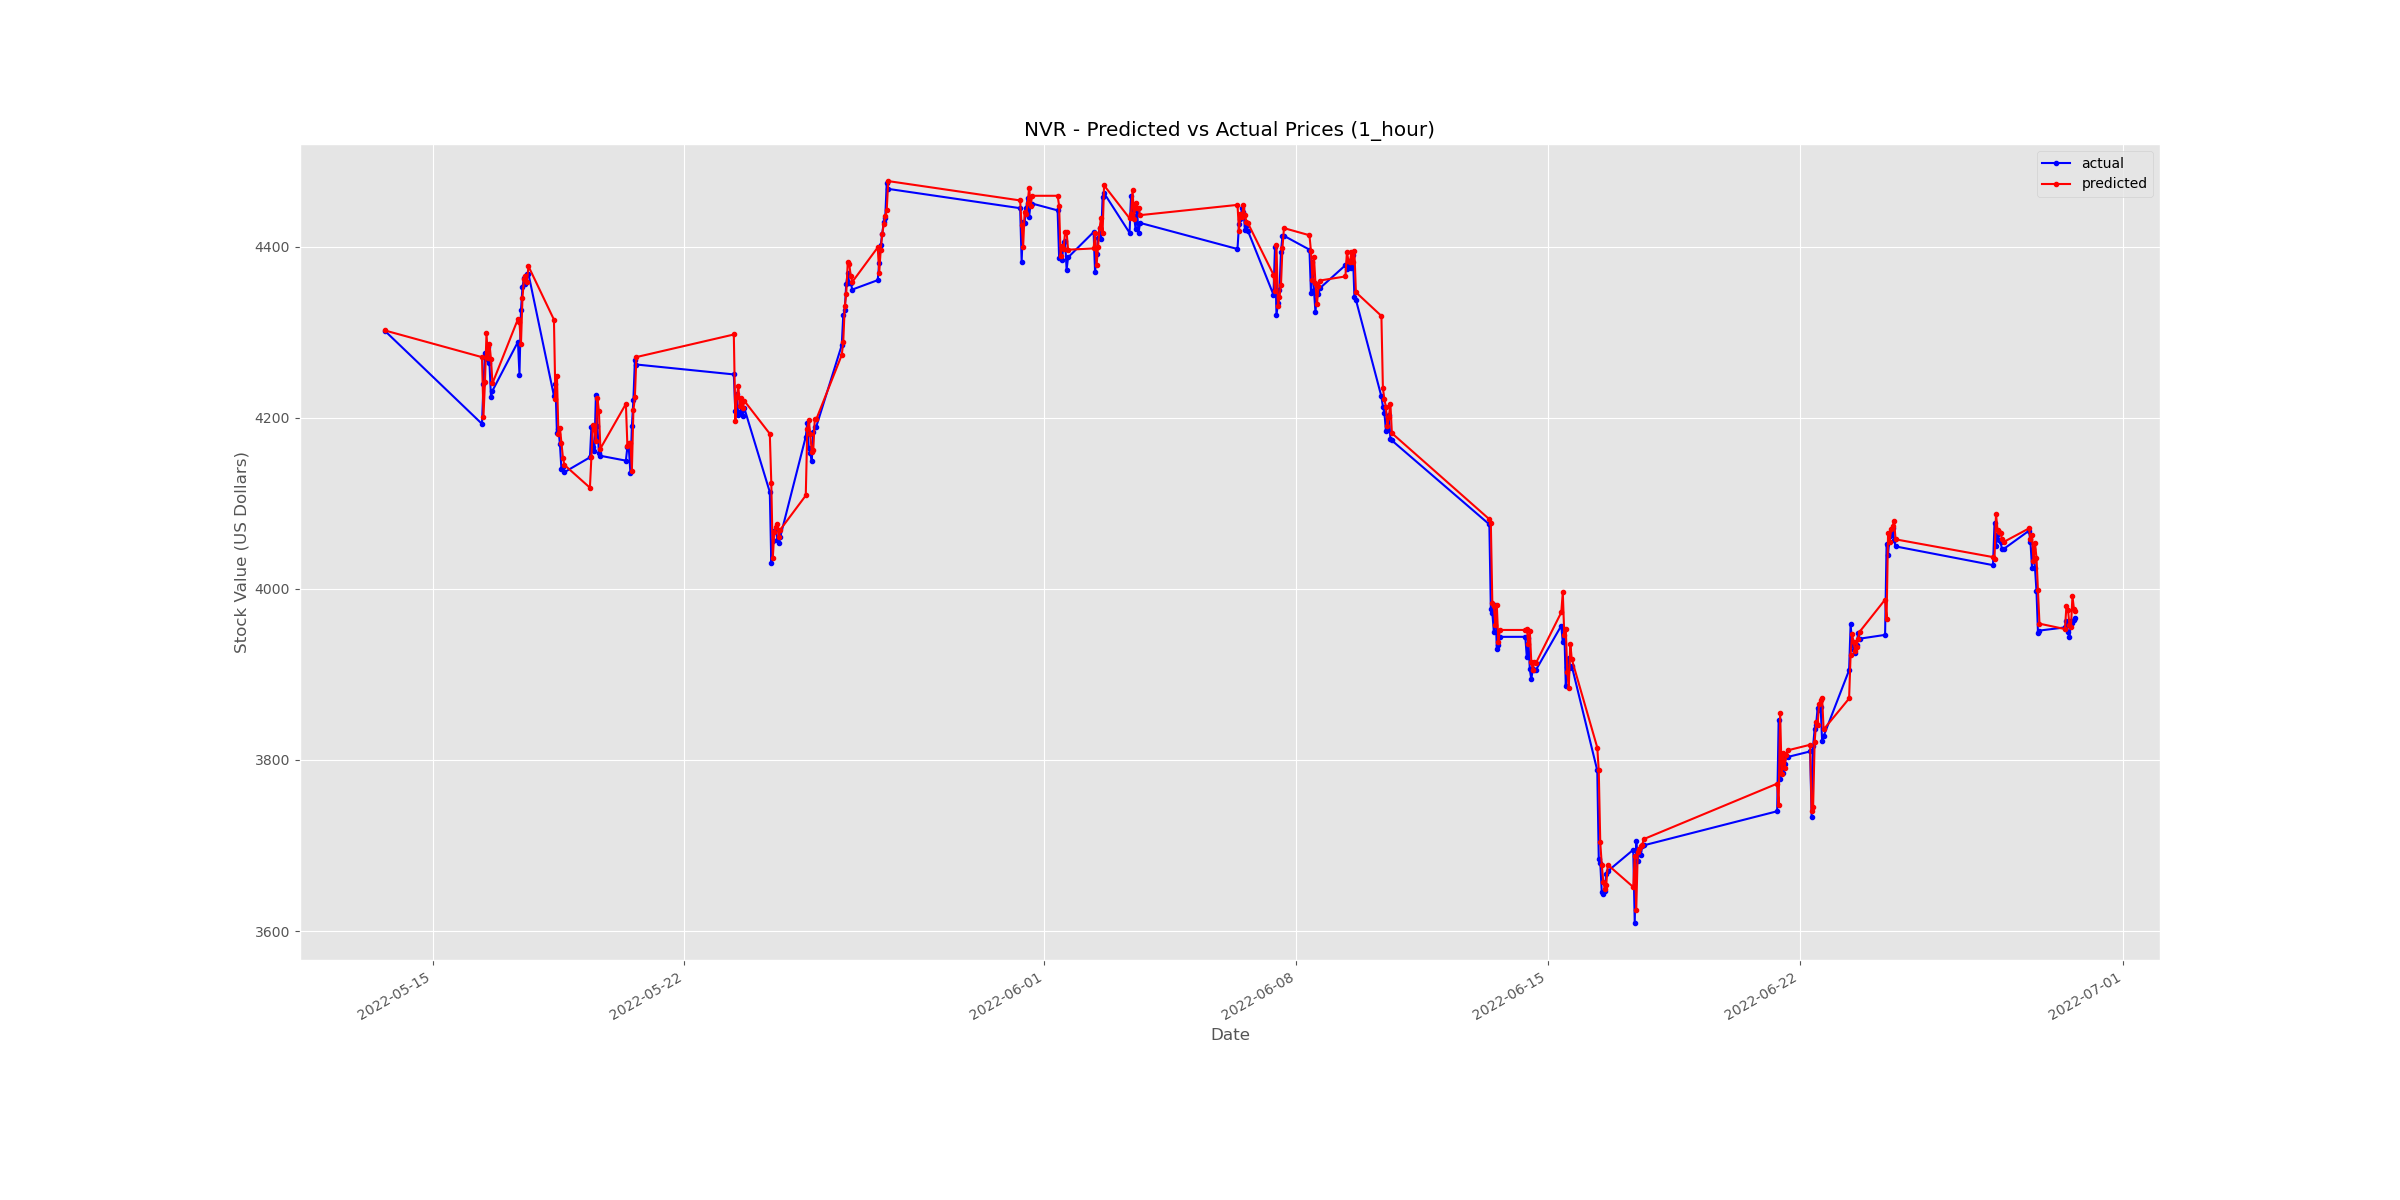 NVR - Predicted vs Actual Prices (1_hour)
actual
predicted
Stock Value (US Dollars)
4400
4200
4000
3800
3600
2022-05-15
2022-05-22
2022-06-01
2022-06-08
2022-06-15
2022-06-22
2022-07-01
Date